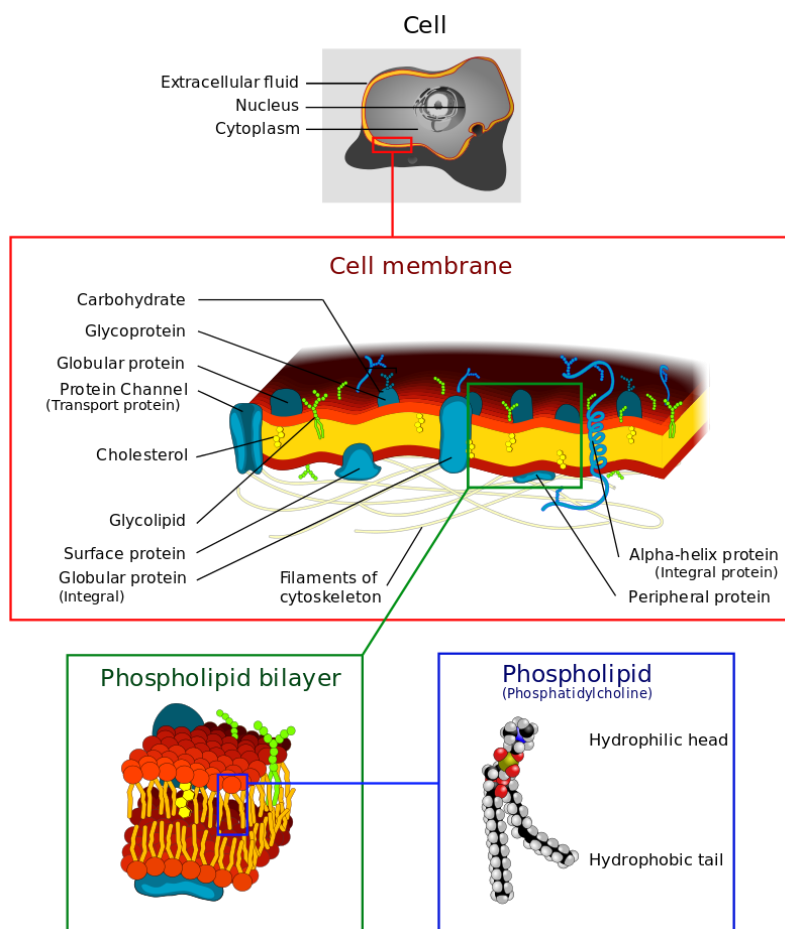 Cell
Extracellular fluid
Nucleus
Cytoplasm
Cell membrane
Carbohydrate
Glycoprotein
Globular protein
Protein Channel
(Transport protein)
Cholesterol
Glycolipid
Surface protein
Globular protein
(Integral)
Filaments of
cytoskeleton
Alpha-helix protein
(Integral protein)
Peripheral protein
Phospholipid bilayer
Phospholipid
(Phosphatidylcholine)
Hydrophilic head
Hydrophobic tail